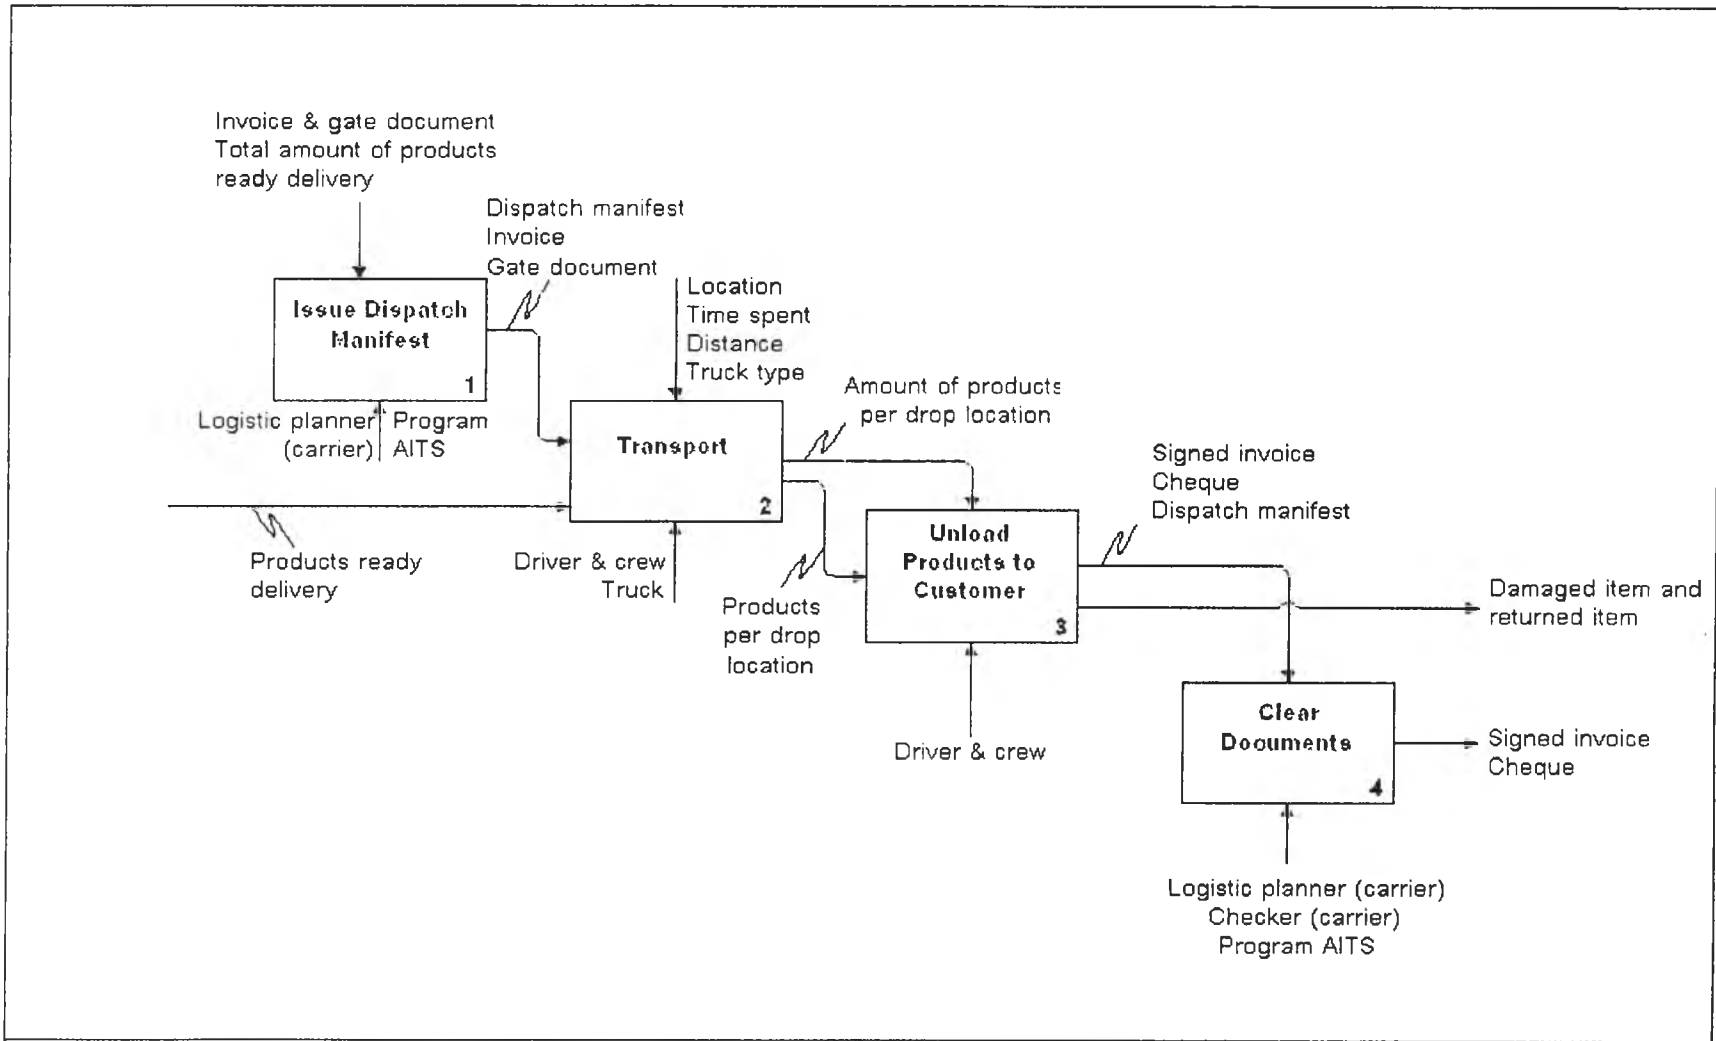 Invoice & gate document
Total amount of products
ready delivery
Dispatch manifest
Invoice
Gate document
Issue Dispatch
Manifest
1
Logistic planner
(carrier)
Program
AITS
Location
Time spent
Distance
Truck type
Transport
2
Products ready
delivery
Driver & crew
Truck
Amount of products
per drop location
Products
per drop
location
Unload
Products to
Customer
3
Driver & crew
Signed invoice
Cheque
Dispatch manifest
Damaged item and
returned item
Clear
Documents
4
Signed invoice
Cheque
Logistic planner (carrier)
Checker (carrier)
Program AITS